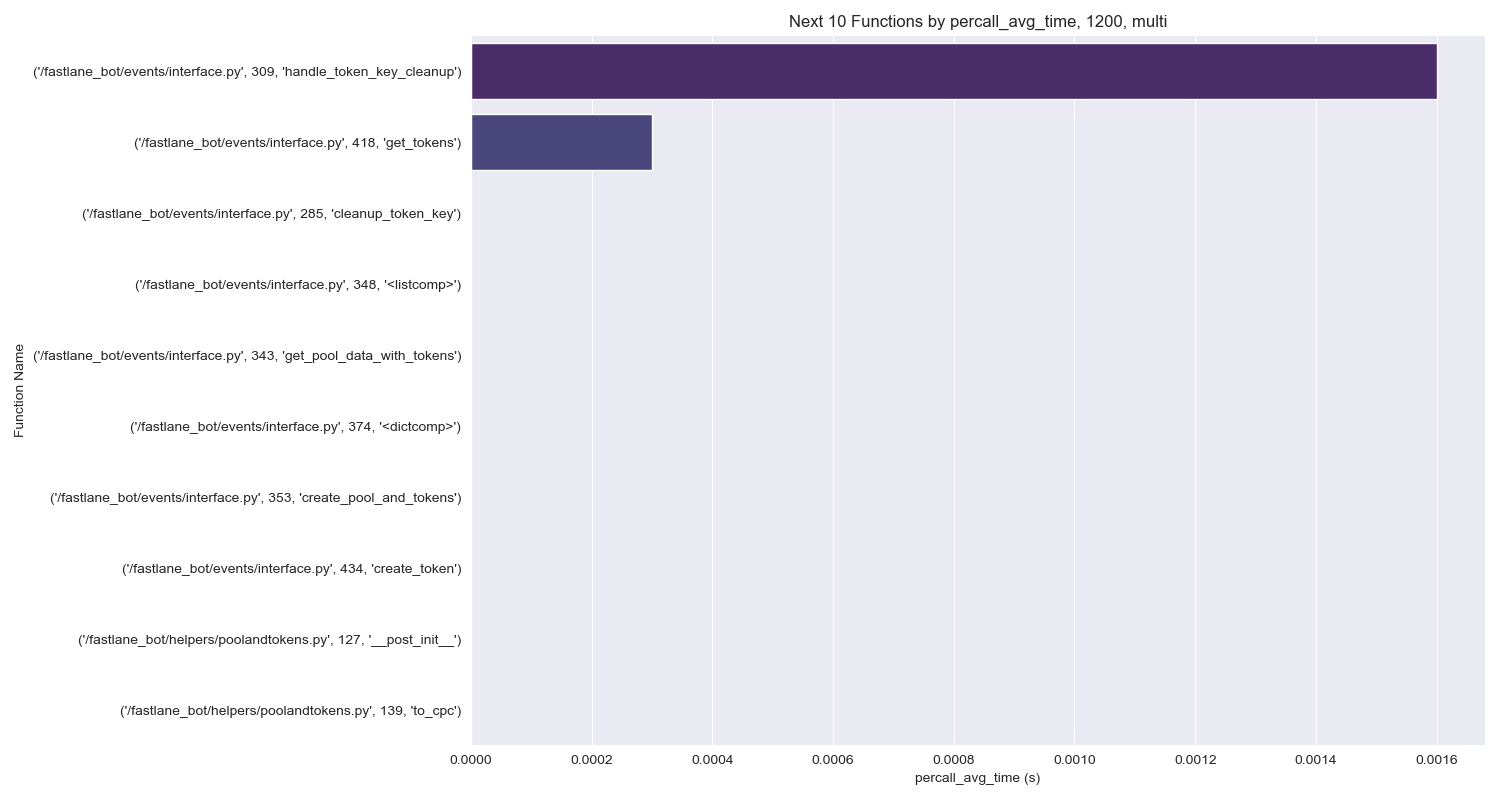 Next 10 Functions by percall_avg_time, 1200, multi
('/fastlane_bot/events/interface.py', 309, 'handle_token_key_cleanup')
('/fastlane_bot/events/interface.py', 418, 'get_tokens')
('/fastlane_bot/events/interface.py', 285, 'cleanup_token_key')
('/fastlane_bot/events/interface.py', 348, '<listcomp>')
('/fastlane_bot/events/interface.py', 343, 'get_pool_data_with_tokens')
('/fastlane_bot/events/interface.py', 374, '<dictcomp>')
('/fastlane_bot/events/interface.py', 353, 'create_pool_and_tokens')
('/fastlane_bot/events/interface.py', 434, 'create_token')
('/fastlane_bot/helpers/poolandtokens.py', 127, '__post_init__')
('/fastlane_bot/helpers/poolandtokens.py', 139, 'to_cpc')
Function Name
0.0000 0.0002 0.0004 0.0006 0.0008 0.0010 0.0012 0.0014 0.0016
percall_avg_time (s)